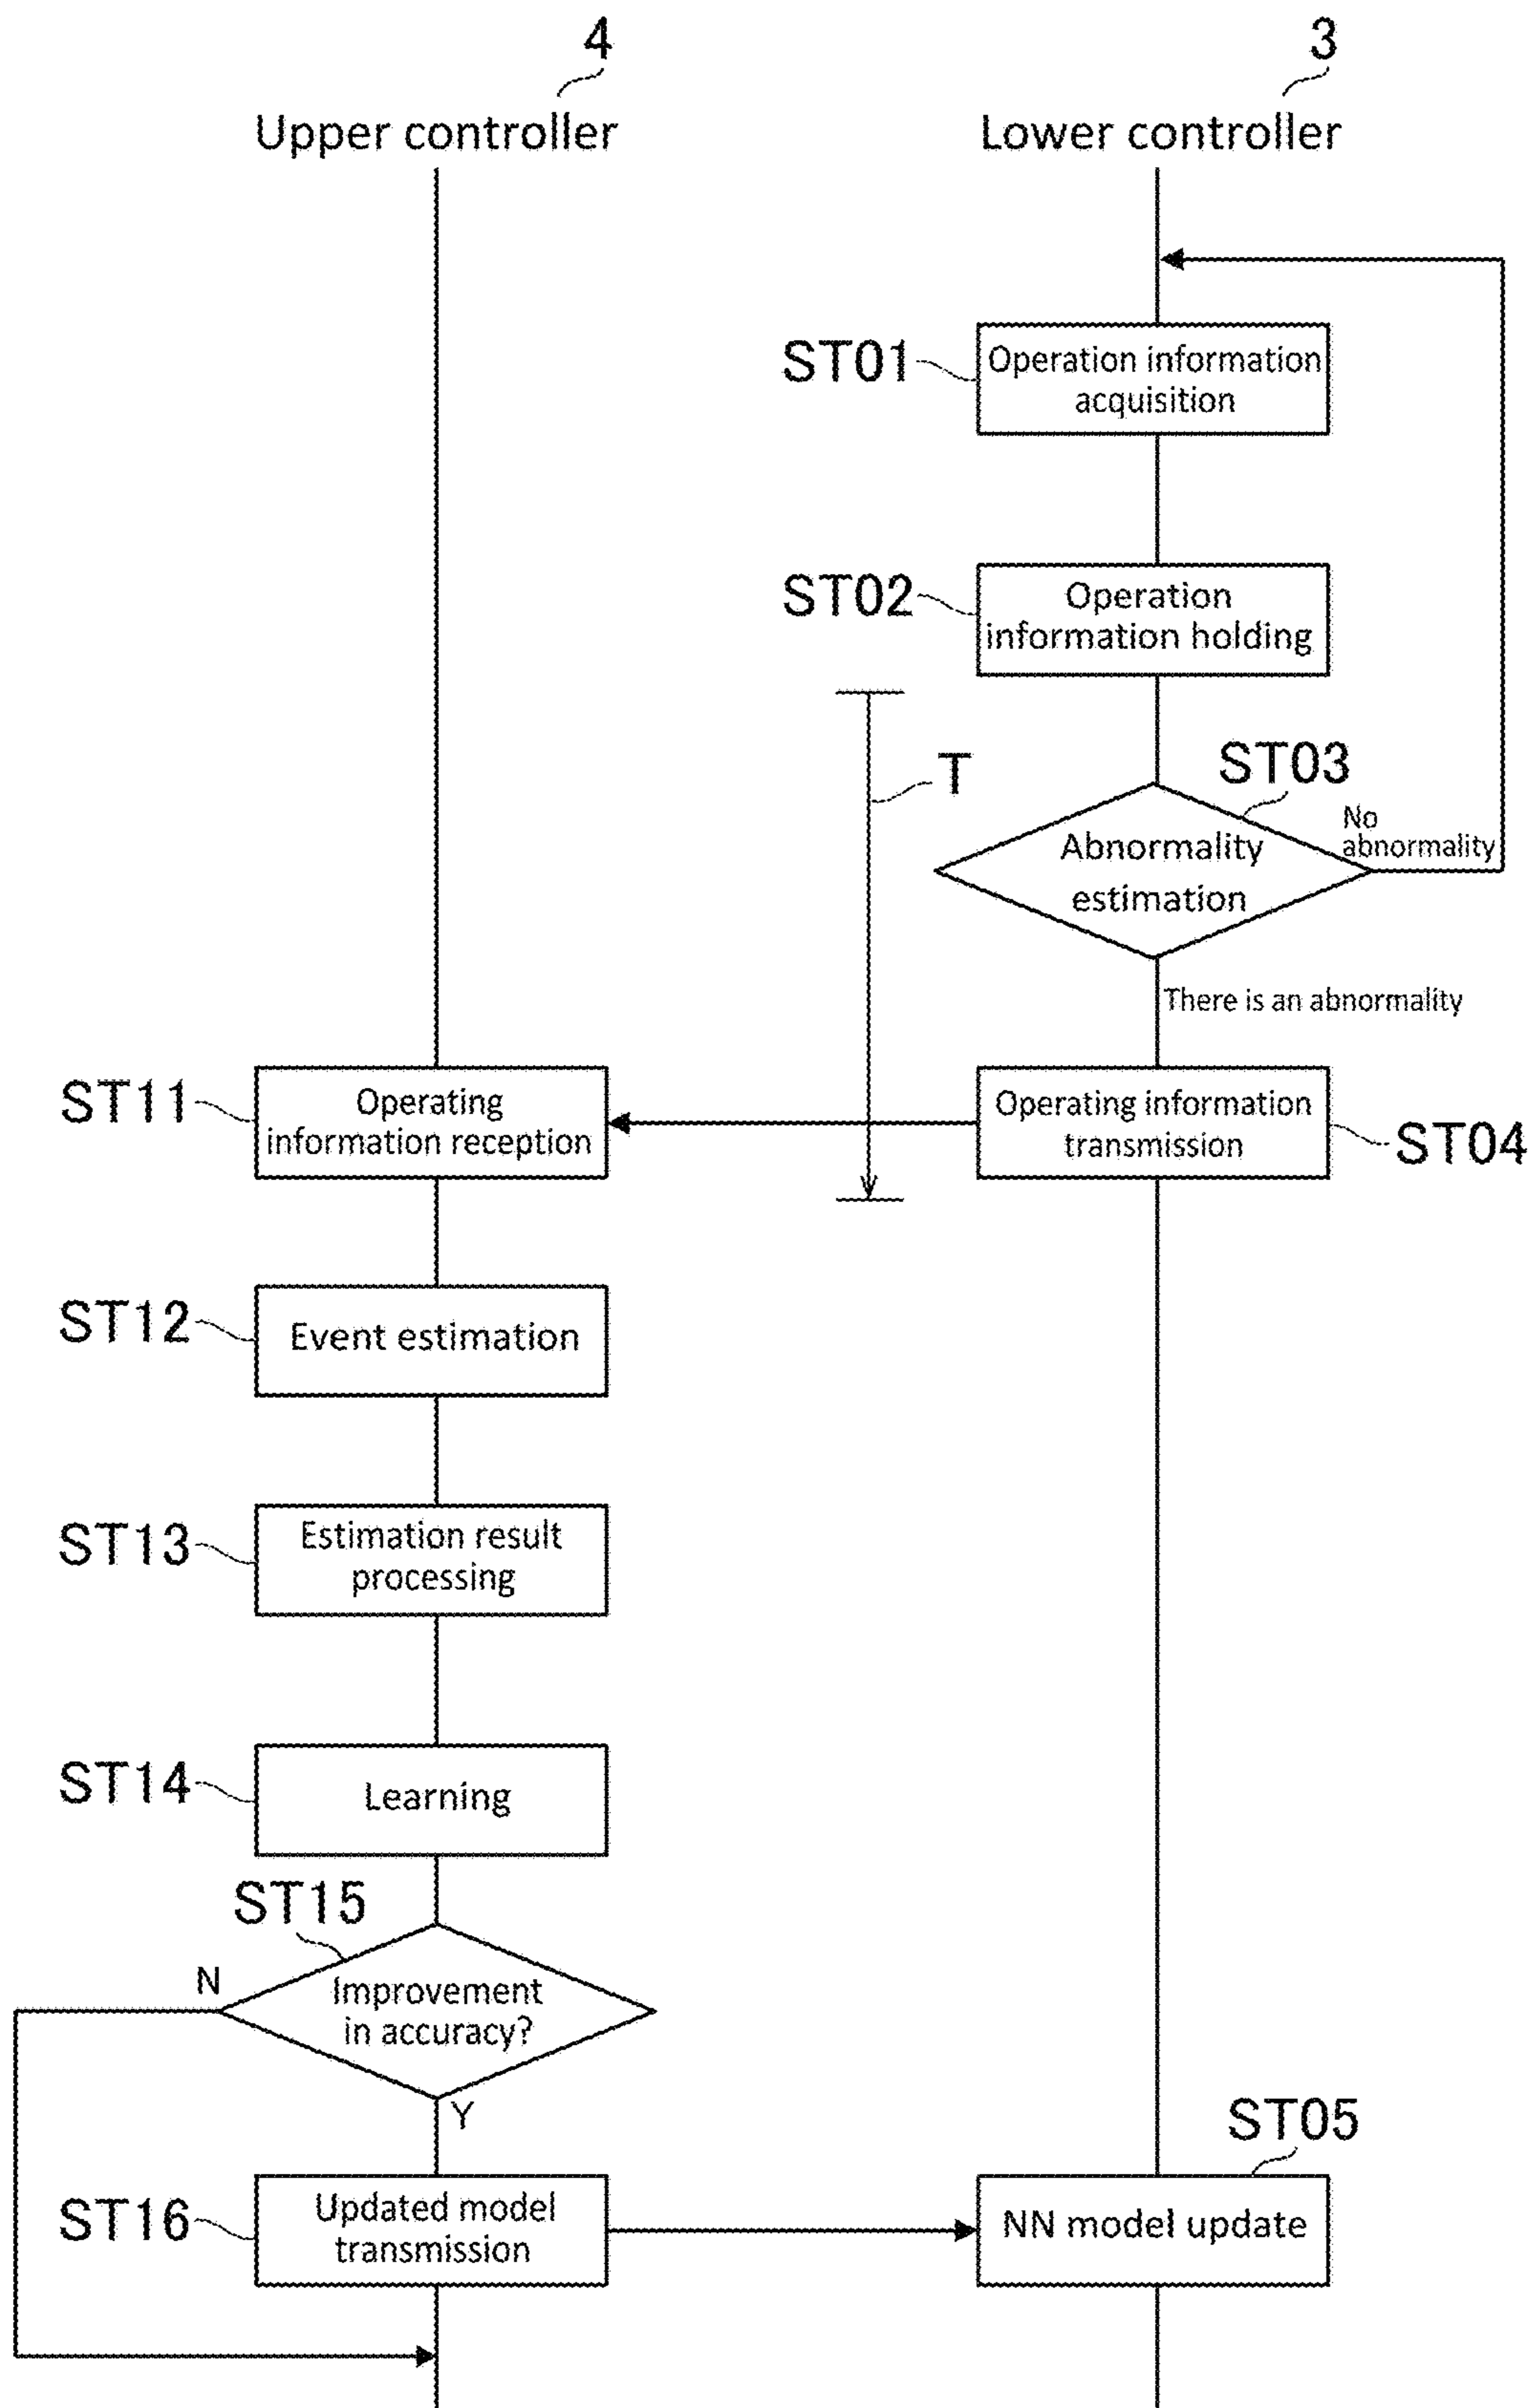 4
3
Upper controller
Lower controller
ST01
Operation information
acquisition
ST02
Operation
information holding
T
ST03
No
abnormality
Abnormality
estimation
There is an abnormality
ST11
Operating
information reception
Operating information
transmission
ST04
ST12
Event estimation
ST13
Estimation result
processing
ST14
Learning
ST15
N
Improvement
in accuracy?
Y
ST05
ST16
Updated model
transmission
NN model update